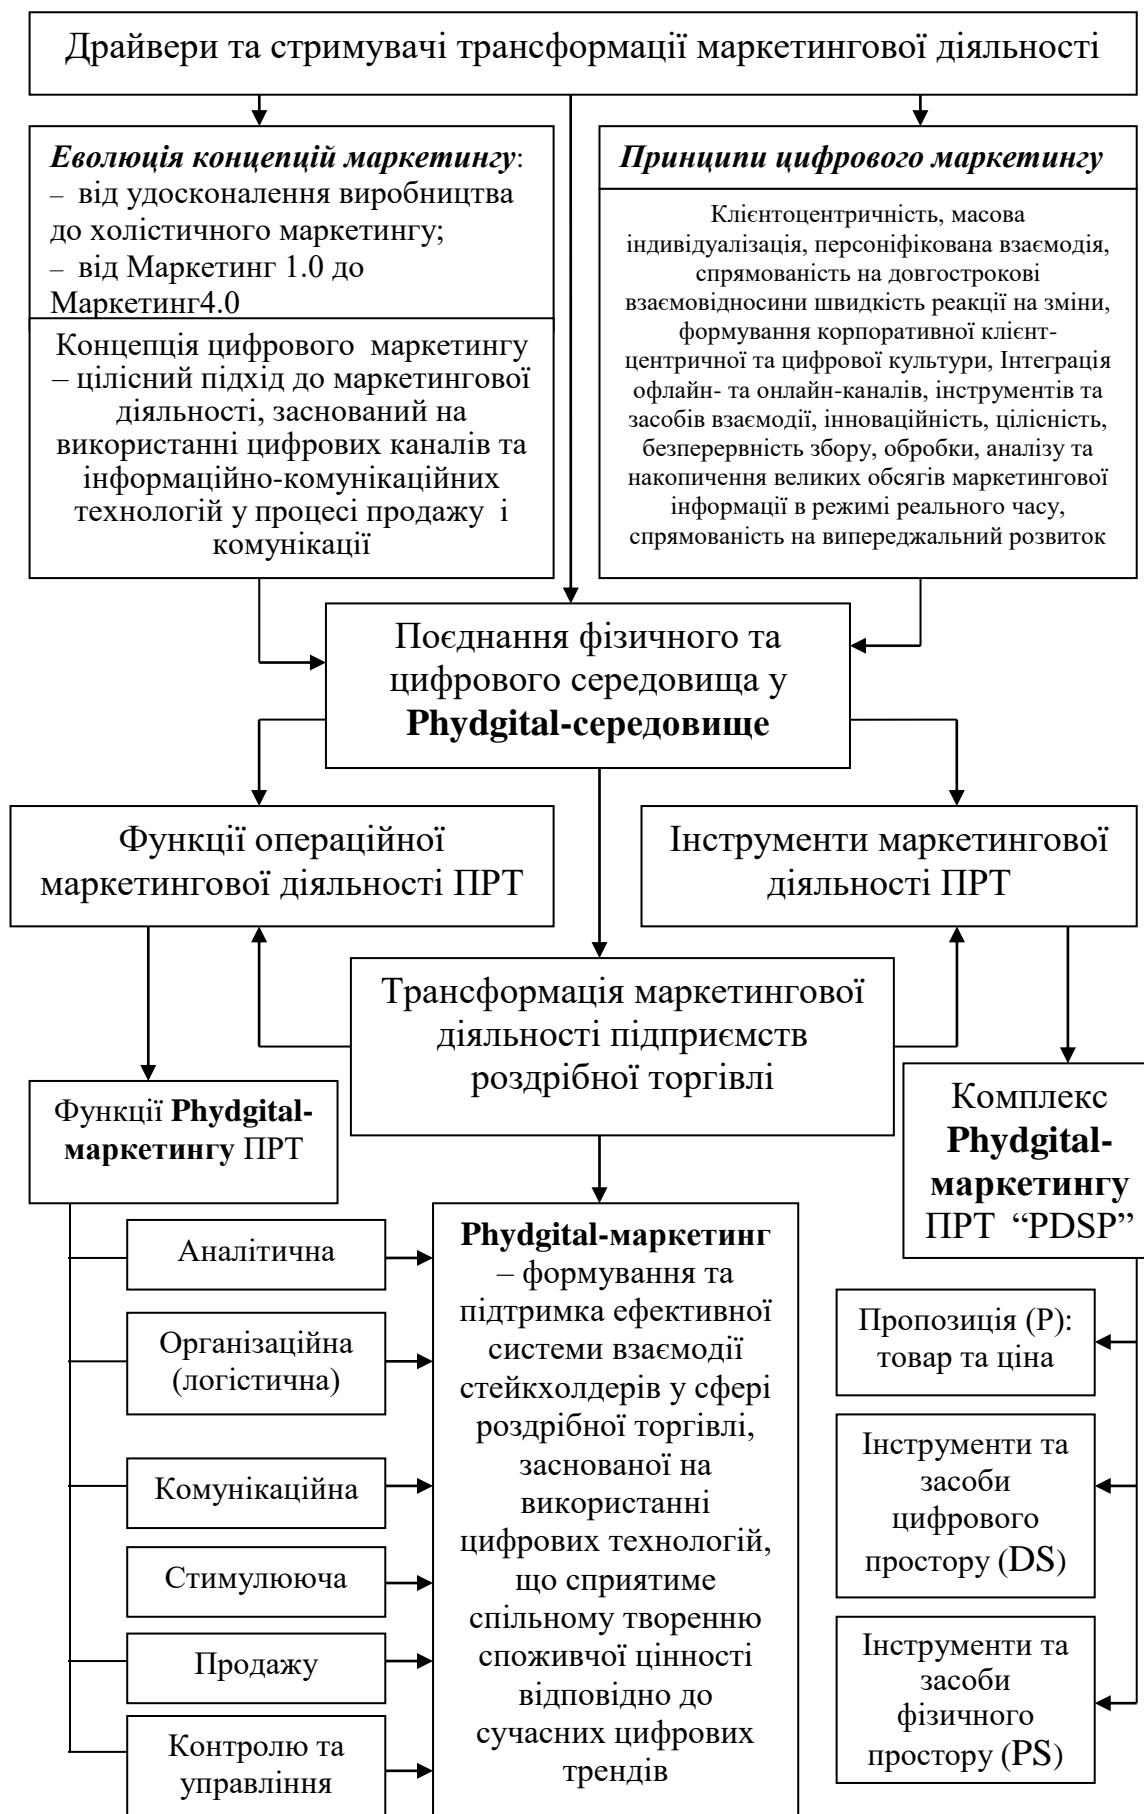 Драйвери та стримувачі трансформації маркетингової діяльності
Еволюція концепцій маркетингу:
– від удосконалення виробництва
до холістичного маркетингу;
– від Маркетинг 1.0 до
Маркетинг4.0
Концепція цифрового маркетингу
– цілісний підхід до маркетингової
діяльності, заснований на
використанні цифрових каналів та
інформаційно-комунікаційних
технологій у процесі продажу і
комунікації
Принципи цифрового маркетингу
Клієнтоцентричність, масова
індивідуалізація, персоніфікована взаємодія,
спрямованість на довгострокові
взаємовідносини швидкість реакції на зміни,
формування корпоративної клієнт-
центричної та цифрової культури, Інтеграція
офлайн- та онлайн-каналів, інструментів та
засобів взаємодії, інноваційність, цілісність,
безперервність збору, обробки, аналізу та
накопичення великих обсягів маркетингової
інформації в режимі реального часу,
спрямованість на випереджальний розвиток
Поєднання фізичного та
цифрового середовища у
Phydgital-середовище
Функції операційної
маркетингової діяльності ПРТ
Інструменти маркетингової
діяльності ПРТ
Трансформація маркетингової
діяльності підприємств
роздрібної торгівлі
Функції Phydgital-
маркетингу ПРТ
Аналітична
Організаційна
(логістична)
Комунікаційна
Стимулююча
Продажу
Контролю та
управління
Phydgital-маркетинг
– формування та
підтримка ефективної
системи взаємодії
стейкхолдерів у сфері
роздрібної торгівлі,
заснованої на
використанні
цифрових технологій,
що сприятиме
спільному творенню
споживчої цінності
відповідно до
сучасних цифрових
трендів
Комплекс
Phydgital-
маркетингу
ПРТ “PDSP”
Пропозиція (P):
товар та ціна
Інструменти та
засоби
цифрового
простору (DS)
Інструменти та
засоби
фізичного
простору (PS)